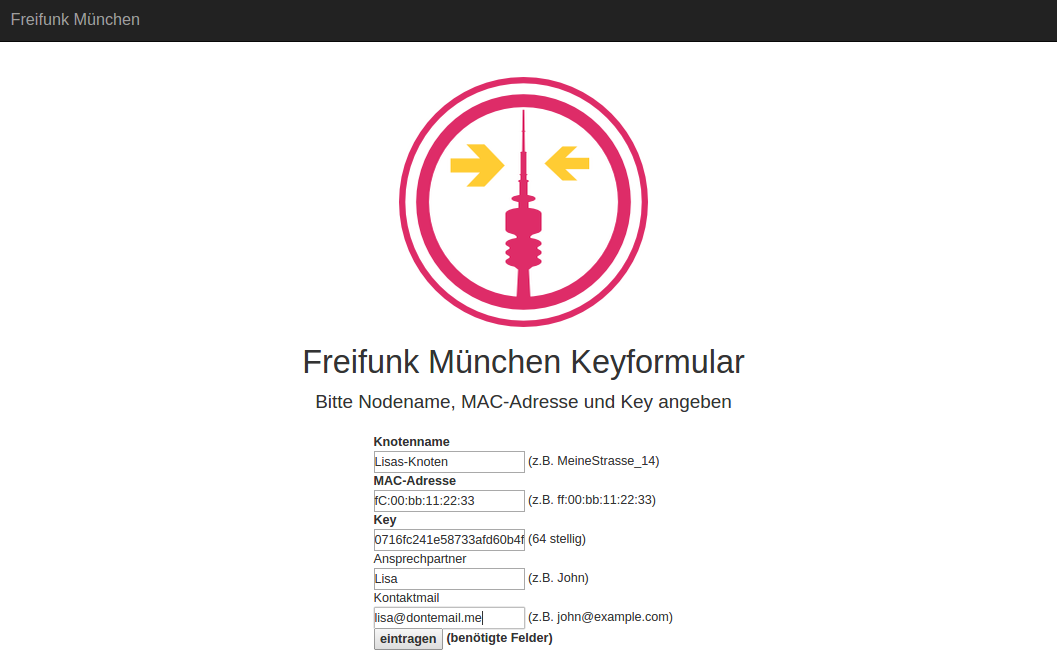 Freifunk München
Freifunk München Keyformular
Bitte Nodename, MAC-Adresse und Key angeben
Knotenname
Lisas-Knoten (z.B. MeineStrasse_14)
MAC-Adresse
fC:00:bb:11:22:33 (z.B. ff:00:bb:11:22:33)
Key
0716fc241e58733afd60b4f (64 stellig)
Ansprechpartner
Lisa (z.B. John)
Kontaktmail
lisa@dontemail.me (z.B. john@example.com)
eintragen (benötigte Felder)